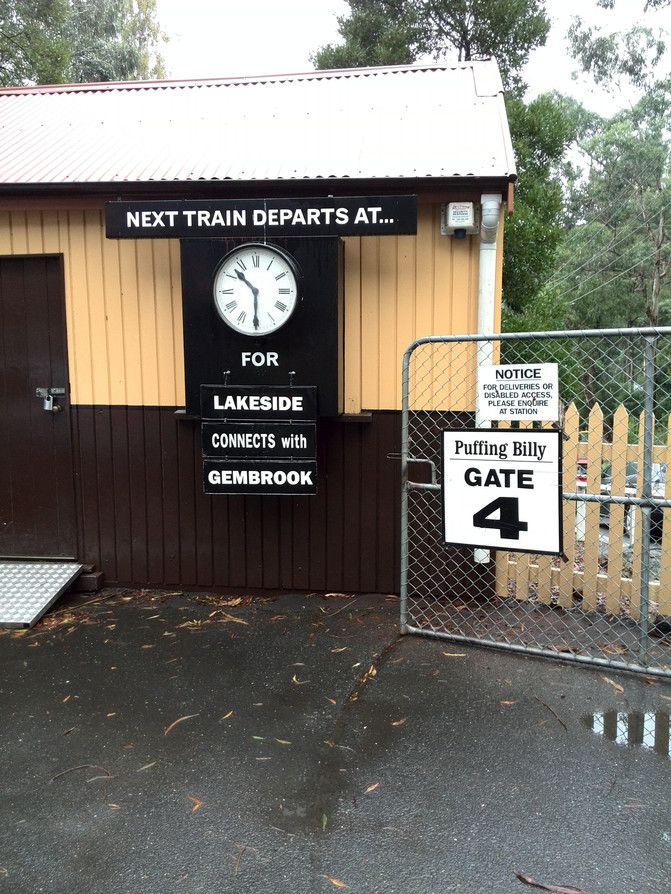 NEXT TRAIN DEPARTS AT...
FOR
LAKESIDE
CONNECTS with
GEMBROOK
NOTICE
FOR DELIVERIES OR
DISABLED ACCESS,
PLEASE ENQUIRE
AT STATION
Puffing Billy
GATE
4